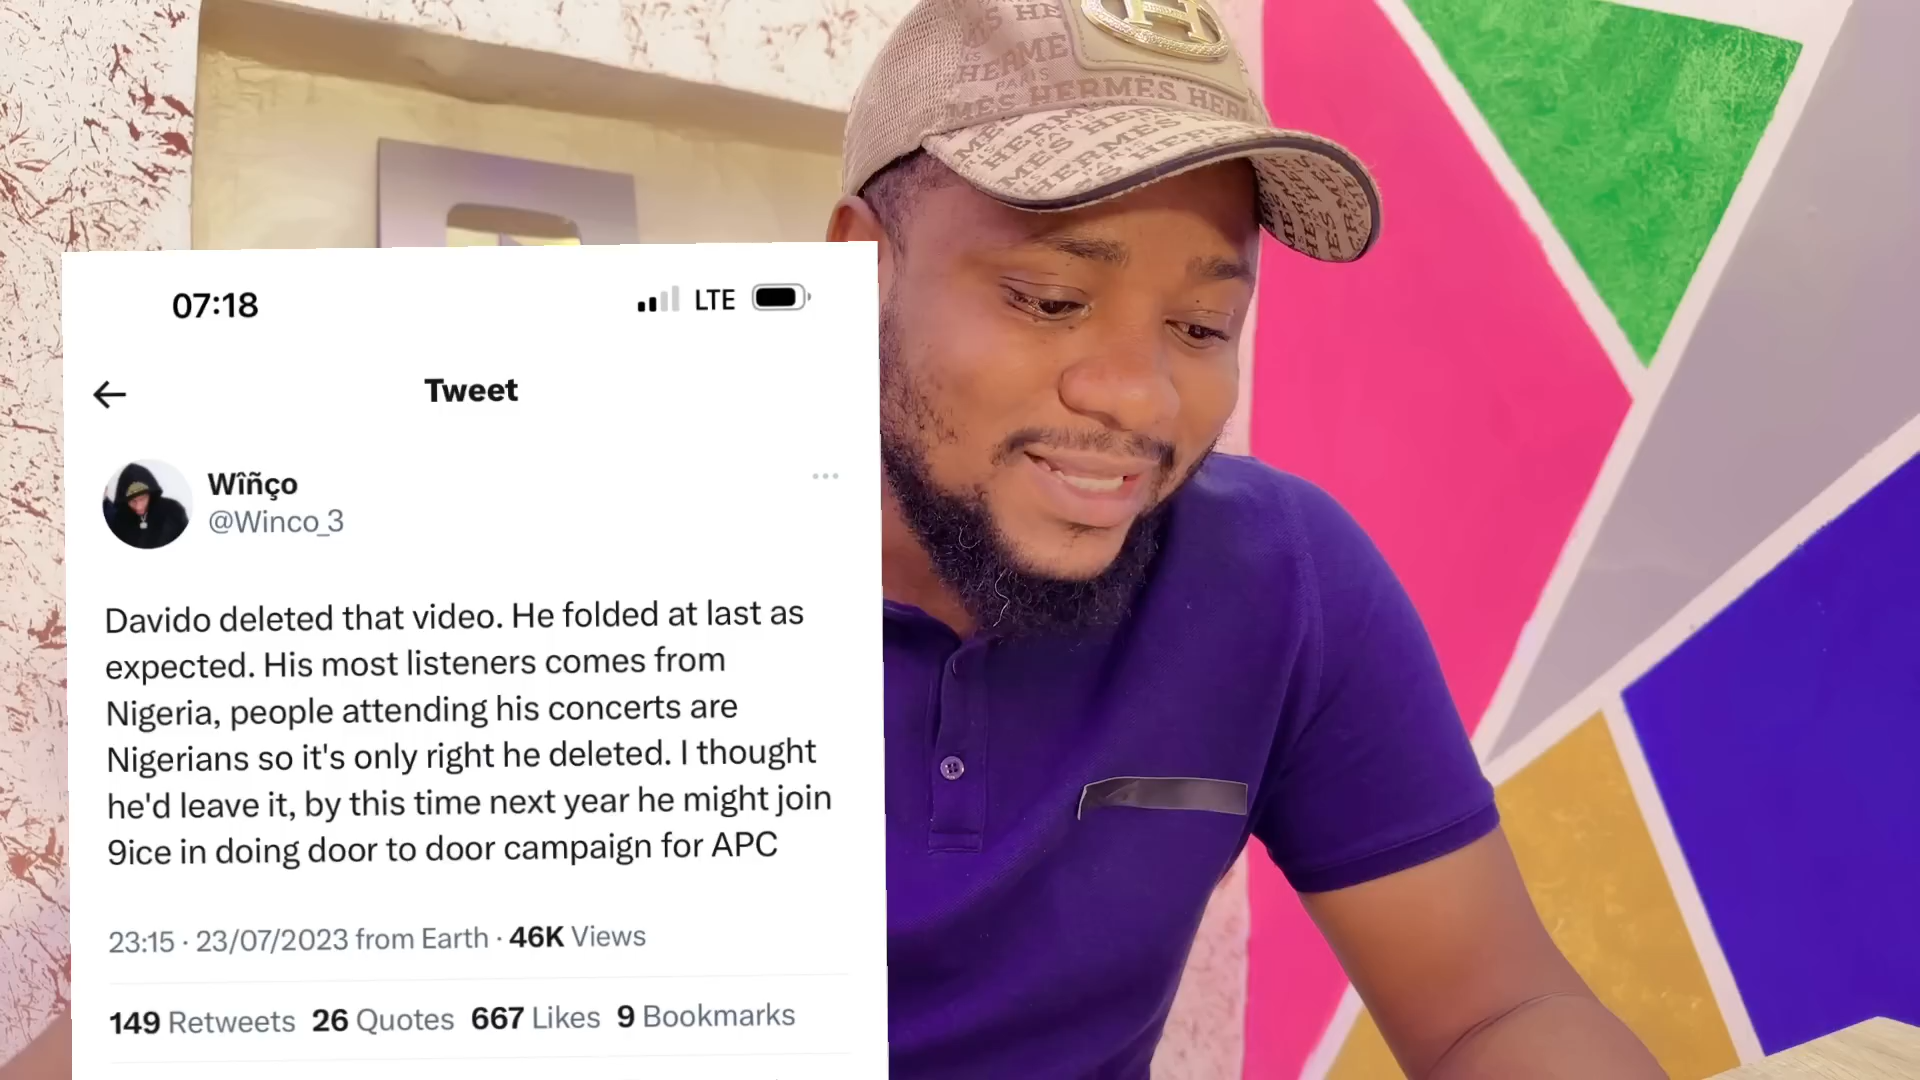 HERMÈS
PARIS
MES HERMES HERM
07:18
LTE
Tweet
Wîñço
@Winco_3
Davido deleted that video. He folded at last as
expected. His most listeners comes from
Nigeria, people attending his concerts are
Nigerians so it's only right he deleted. I thought
he'd leave it, by this time next year he might join
9ice in doing door to door campaign for APC
23:15 · 23/07/2023 from Earth · 46K Views
149 Retweets 26 Quotes 667 Likes 9 Bookmarks